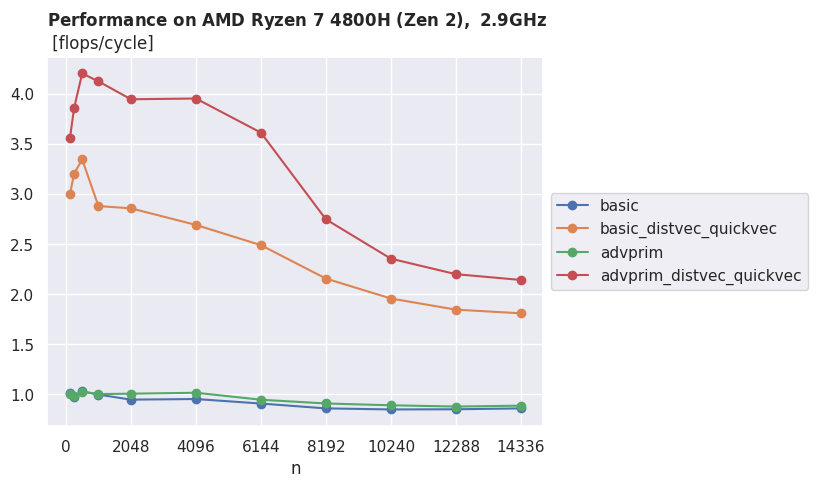 Performance on AMD Ryzen 7 4800H (Zen 2), 2.9GHz
[flops/cycle]
4.0
3.5
3.0
2.5
2.0
1.5
1.0
0 2048 4096 6144 8192 10240 12288 14336
n
basic
basic_distvec_quickvec
advprim
advprim_distvec_quickvec